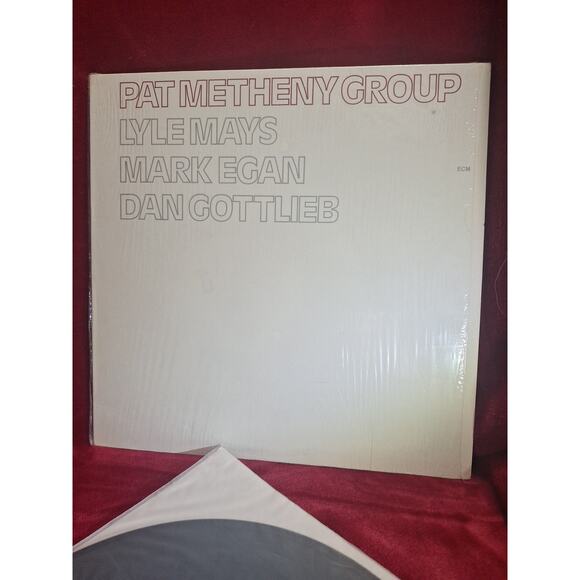 PAT METHENY GROUP
LYLE MAYS
MARK EGAN
DAN GOTTLIEB
ECM